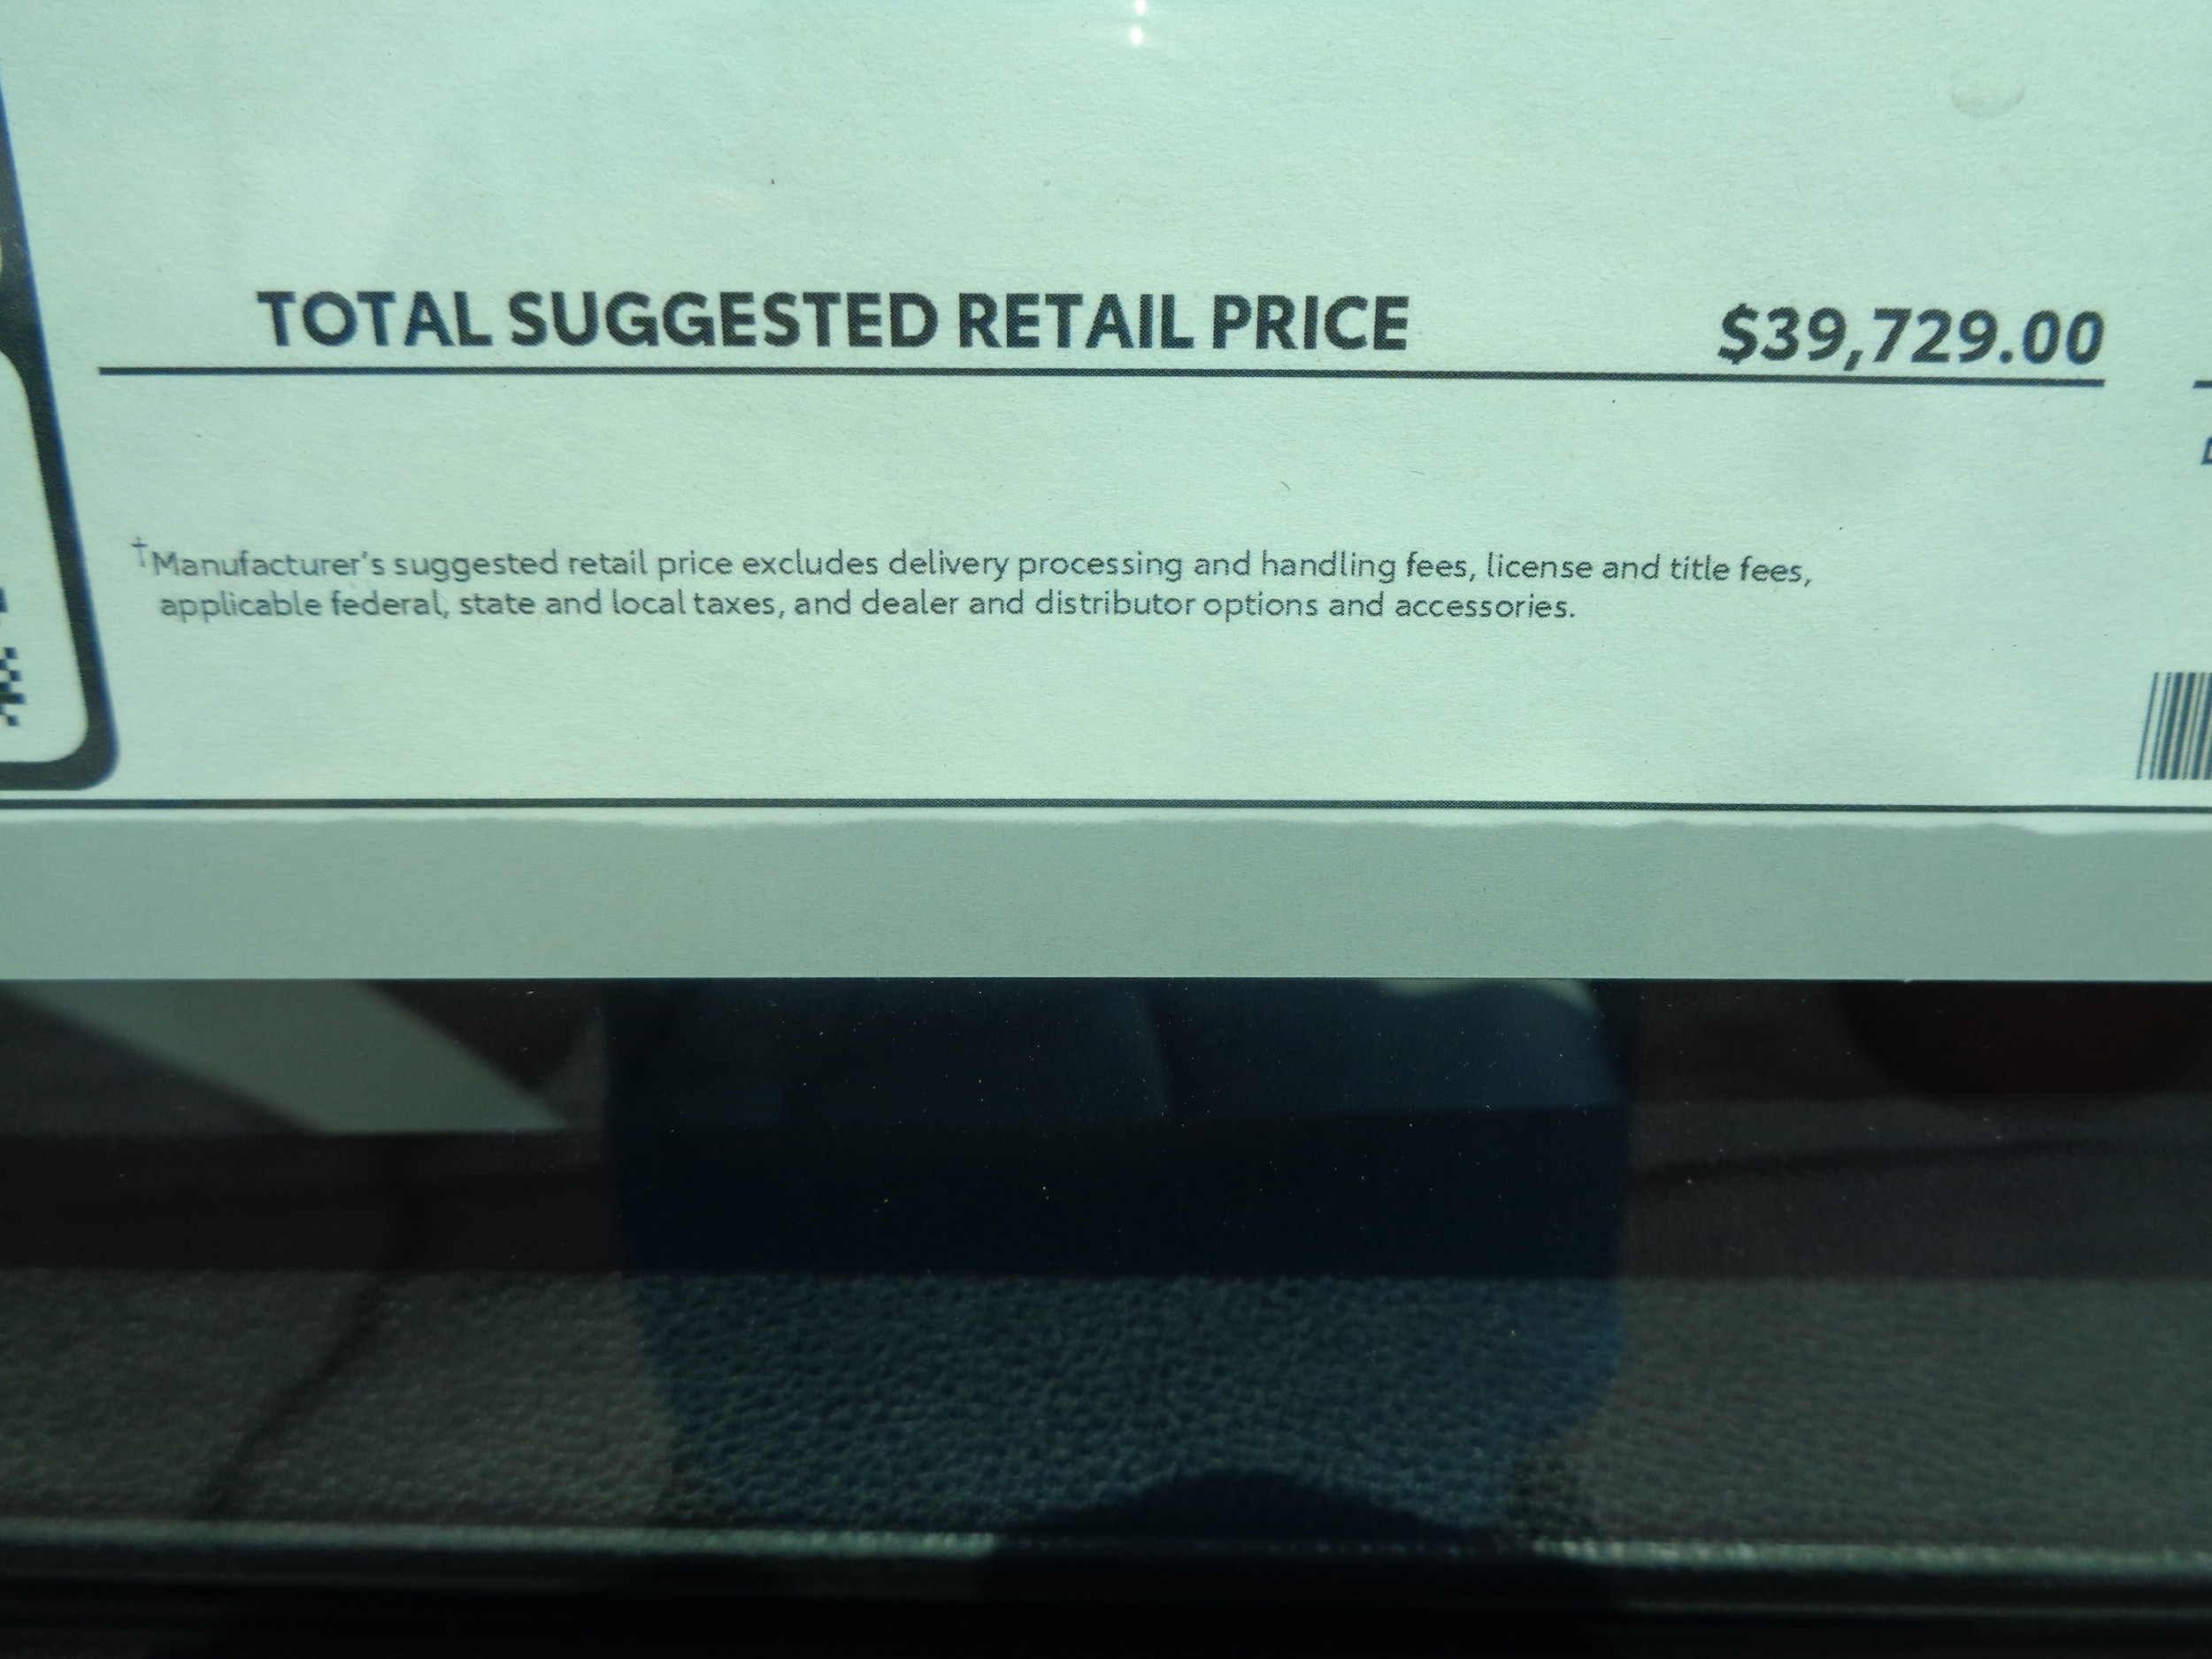 TOTAL SUGGESTED RETAIL PRICE $39,729.00
†Manufacturer's suggested retail price excludes delivery processing and handling fees, license and title fees,
applicable federal, state and local taxes, and dealer and distributor options and accessories.